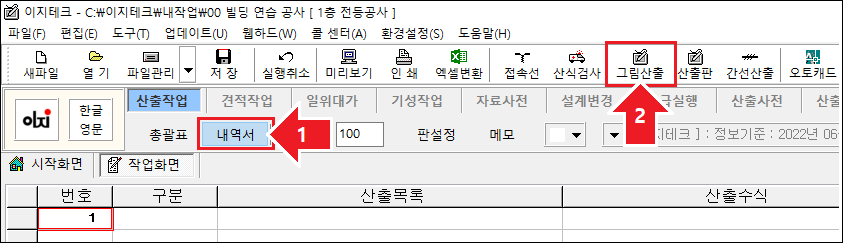 이지테크 - C:₩이지테크₩내작업₩00 빌딩 연습 공사 [ 1층 전등공사 ]
파일(F) 편집(E) 도구(T) 업데이트(U) 웹하드(W) 콜 센터(A) 환경설정(S) 도움말(H)
새파일 열 기 파일관리 저 장 실행취소 미리보기 인 쇄 엑셀변환 접속선 산식검사 그림산출 산출판 간선산출 오토캐드
산출작업 견적작업 일위대가 기성작업 자료사전 설계변경 실행 산출사전
이지 한글
영문
총괄표 내역서 1 100 판설정 메모 2 지테크 ] : 정보기준 : 2022년 06
시작화면 작업화면
번호 구분 산출목록 산출수식
1